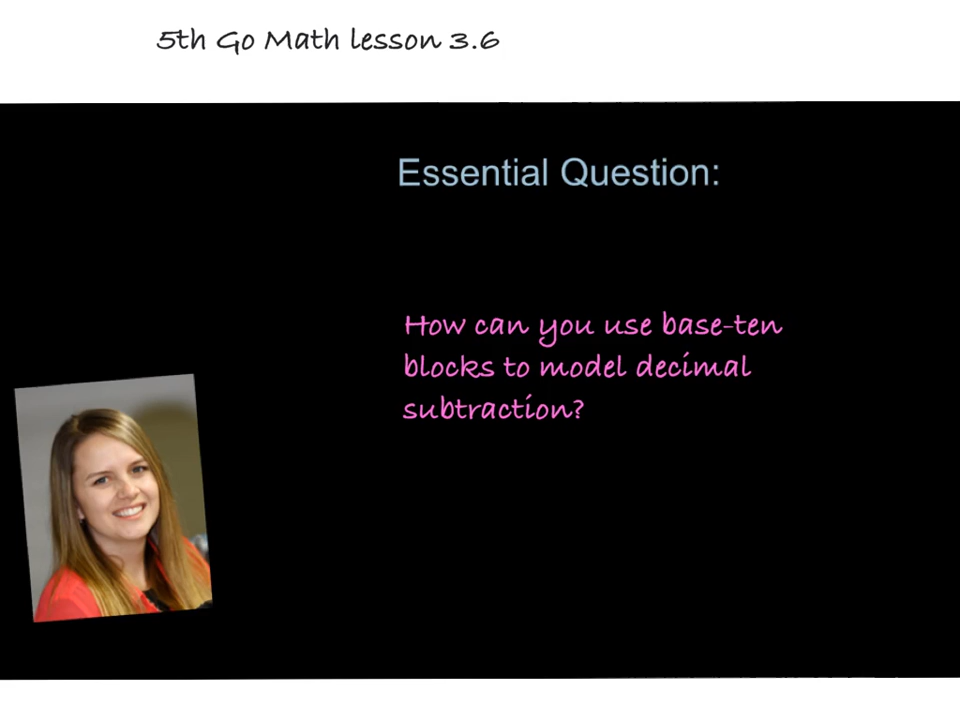 5th Go Math lesson 3.6
Essential Question:
How can you use base-ten
blocks to model decimal
subtraction?